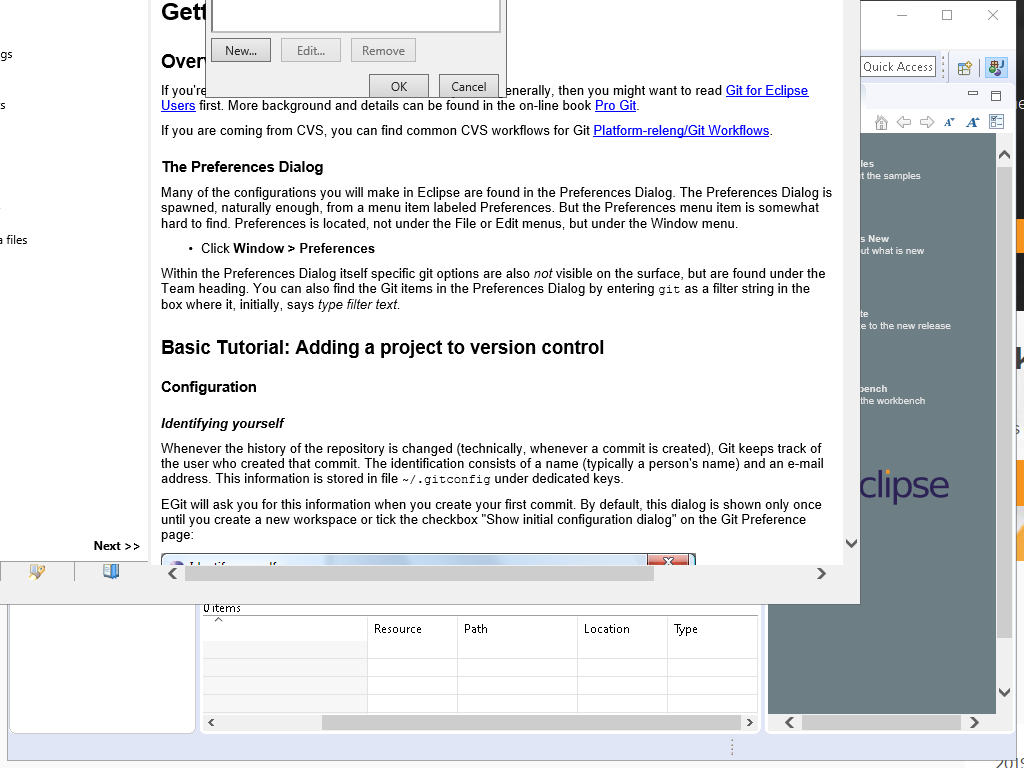 Gett
New...
Edit...
Remove
OK
Cancel
gs
s
a files
Next >>
Over
If you're
enerally, then you might want to read Git for Eclipse
Users first. More background and details can be found in the on-line book Pro Git.
If you are coming from CVS, you can find common CVS workflows for Git Platform-releng/Git Workflows.
The Preferences Dialog
Many of the configurations you will make in Eclipse are found in the Preferences Dialog. The Preferences Dialog is
spawned, naturally enough, from a menu item labeled Preferences. But the Preferences menu item is somewhat
hard to find. Preferences is located, not under the File or Edit menus, but under the Window menu.
• Click Window > Preferences
Within the Preferences Dialog itself specific git options are also not visible on the surface, but are found under the
Team heading. You can also find the Git items in the Preferences Dialog by entering git as a filter string in the
box where it, initially, says type filter text.
Basic Tutorial: Adding a project to version control
Configuration
Identifying yourself
Whenever the history of the repository is changed (technically, whenever a commit is created), Git keeps track of
the user who created that commit. The identification consists of a name (typically a person's name) and an e-mail
address. This information is stored in file ~/.gitconfig under dedicated keys.
EGit will ask you for this information when you create your first commit. By default, this dialog is shown only once
until you create a new workspace or tick the checkbox "Show initial configuration dialog" on the Git Preference
page:
Quick Access
les
t the samples
s New
ut what is new
te
e to the new release
bench
the workbench
clipse
0 items
Resource
Path
Location
Type
2019